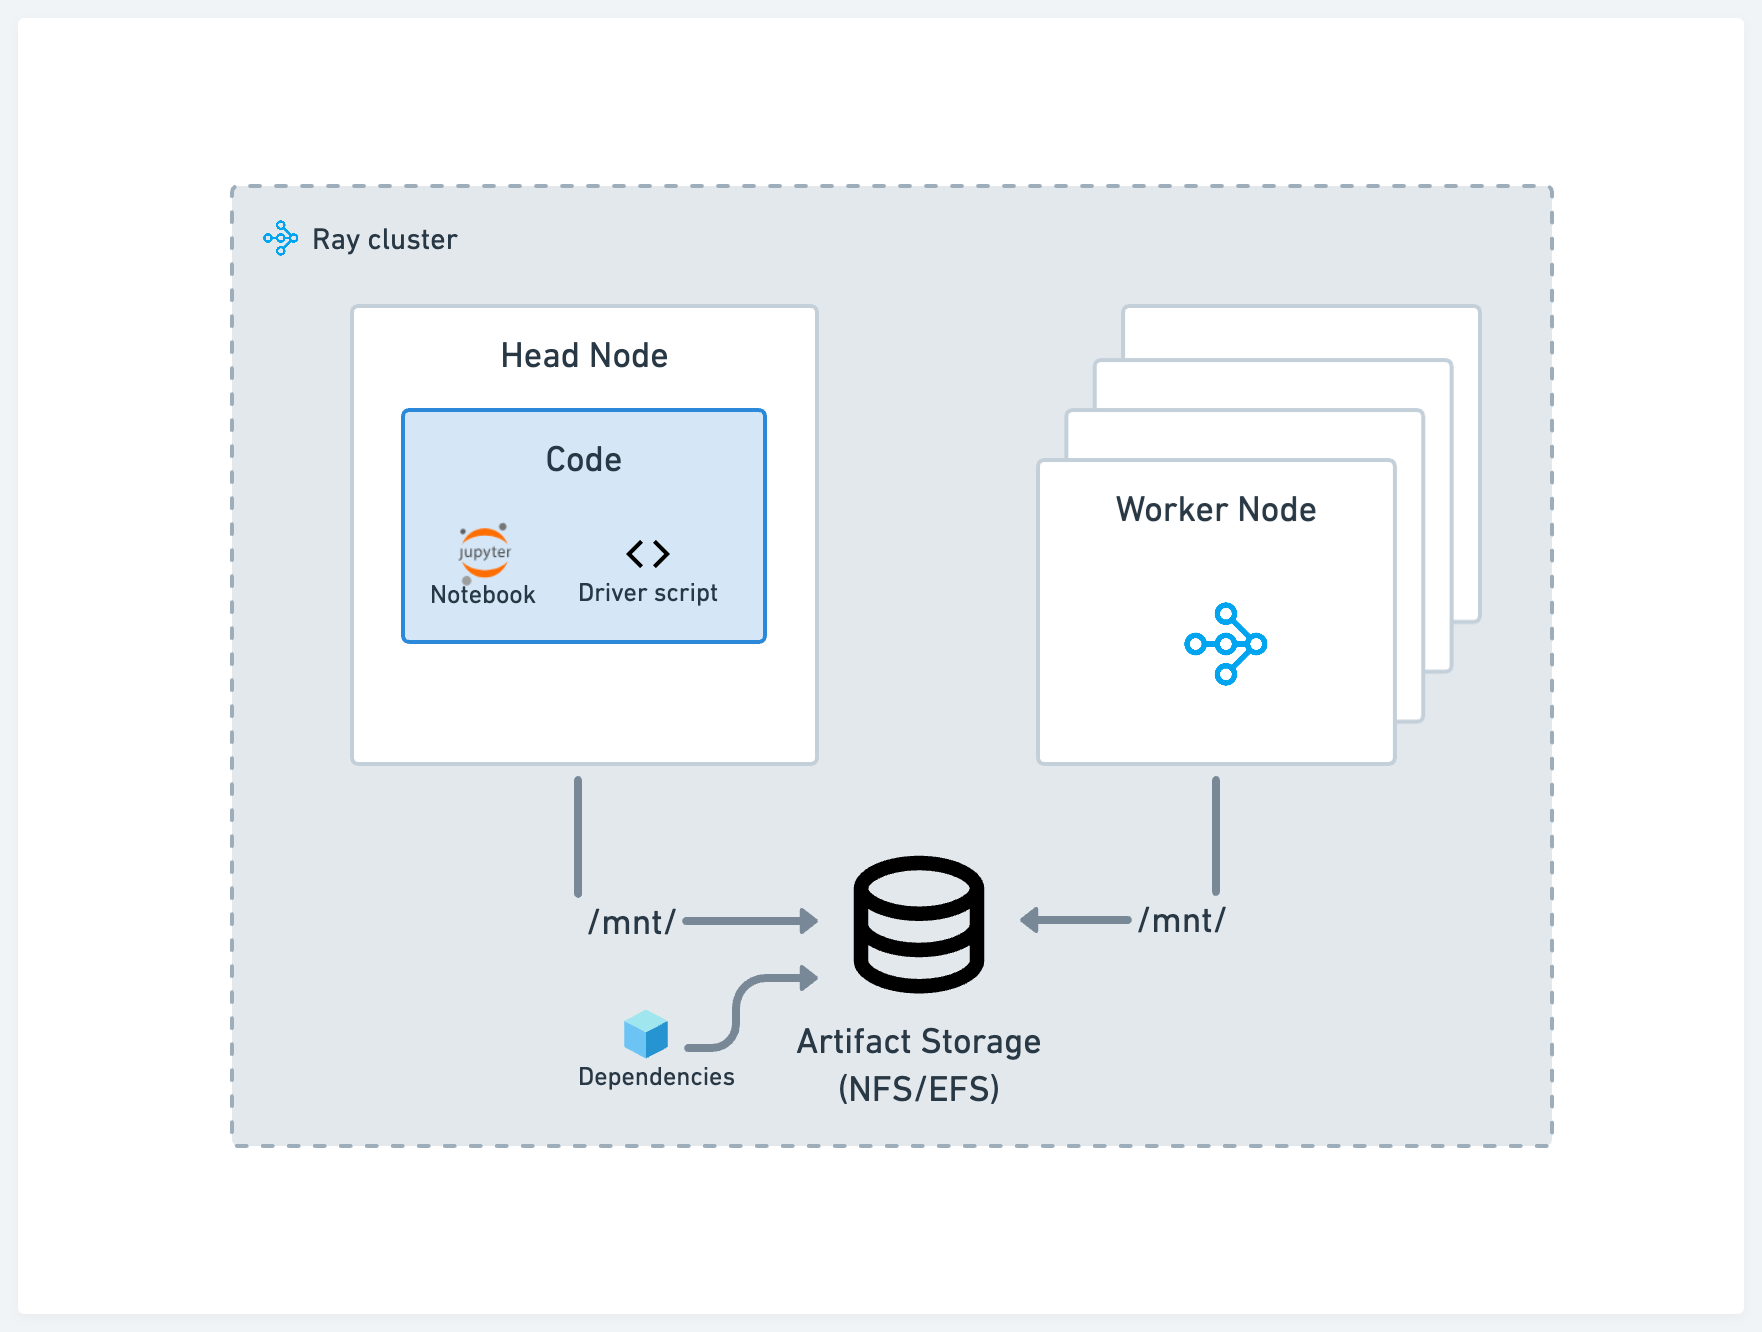 Ray cluster
Head Node
Code
jupyter
Notebook
Driver script
Worker Node
/mnt/
/mnt/
Dependencies
Artifact Storage
(NFS/EFS)